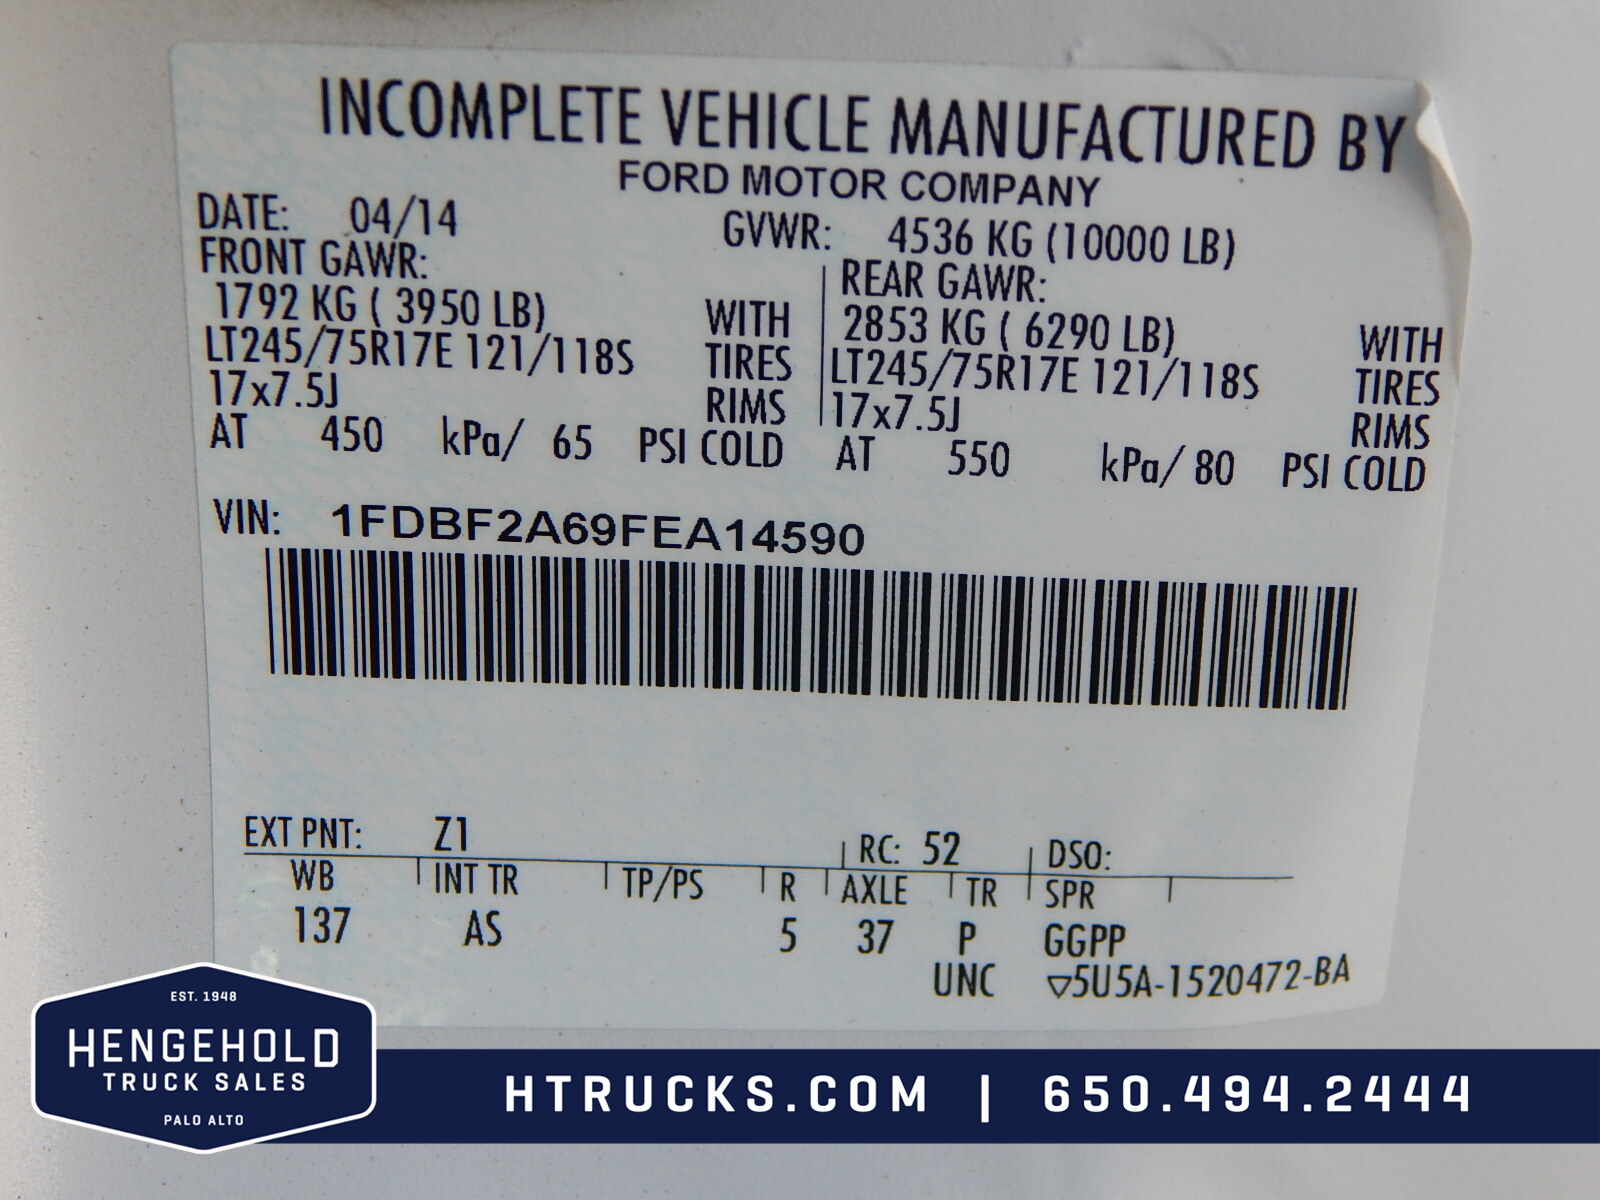 INCOMPLETE VEHICLE MANUFACTURED BY
FORD MOTOR COMPANY
DATE: 04/14 GVWR: 4536 KG (10000 LB)
FRONT GAWR: REAR GAWR:
1792 KG ( 3950 LB) WITH 2853 KG ( 6290 LB) WITH
LT245/75R17E 121/118S TIRES LT245/75R17E 121/118S TIRES
17x7.5J RIMS 17x7.5J RIMS
AT 450 kPa/ 65 PSI COLD AT 550 kPa/ 80 PSI COLD
VIN: 1FDBF2A69FEA14590
EXT PNT: Z1 RC: 52 DSO:
WB INT TR TP/PS R AXLE TR SPR
137 AS 5 37 P GGPP
UNC ▽5U5A-1520472-BA
EST. 1948
HENGEHOLD
TRUCK SALES
PALO ALTO
HTRUCKS.COM | 650.494.2444